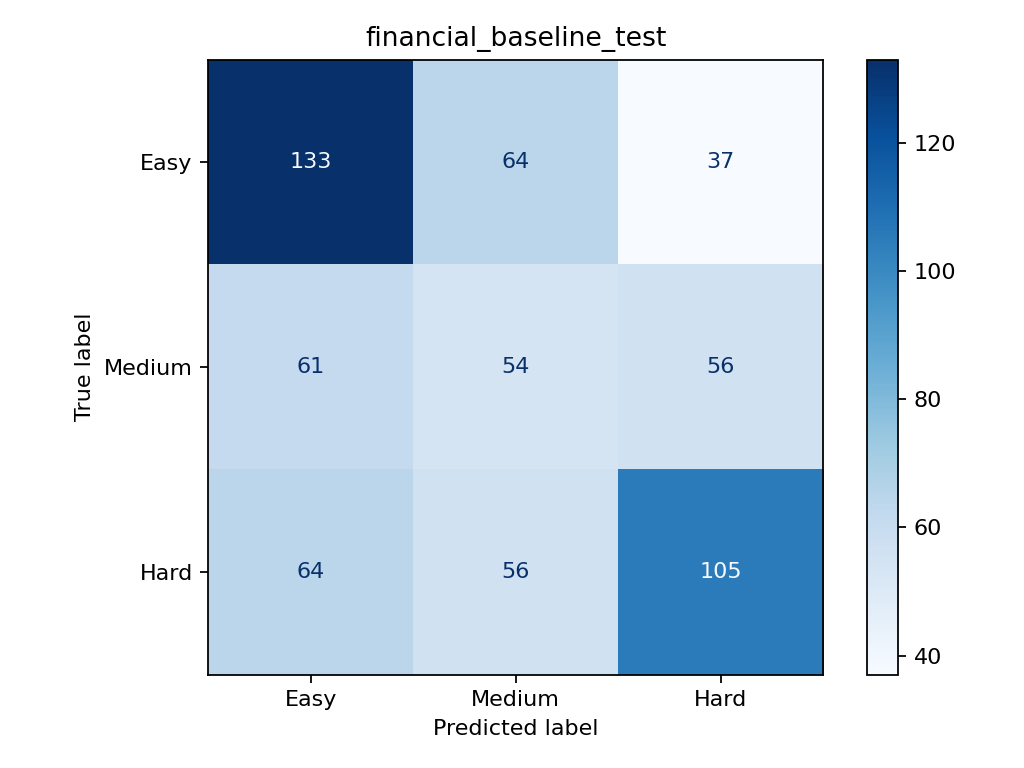 financial_baseline_test
Easy 133 64 37
Medium 61 54 56
Hard 64 56 105
True label
Easy Medium Hard
Predicted label
120
100
80
60
40